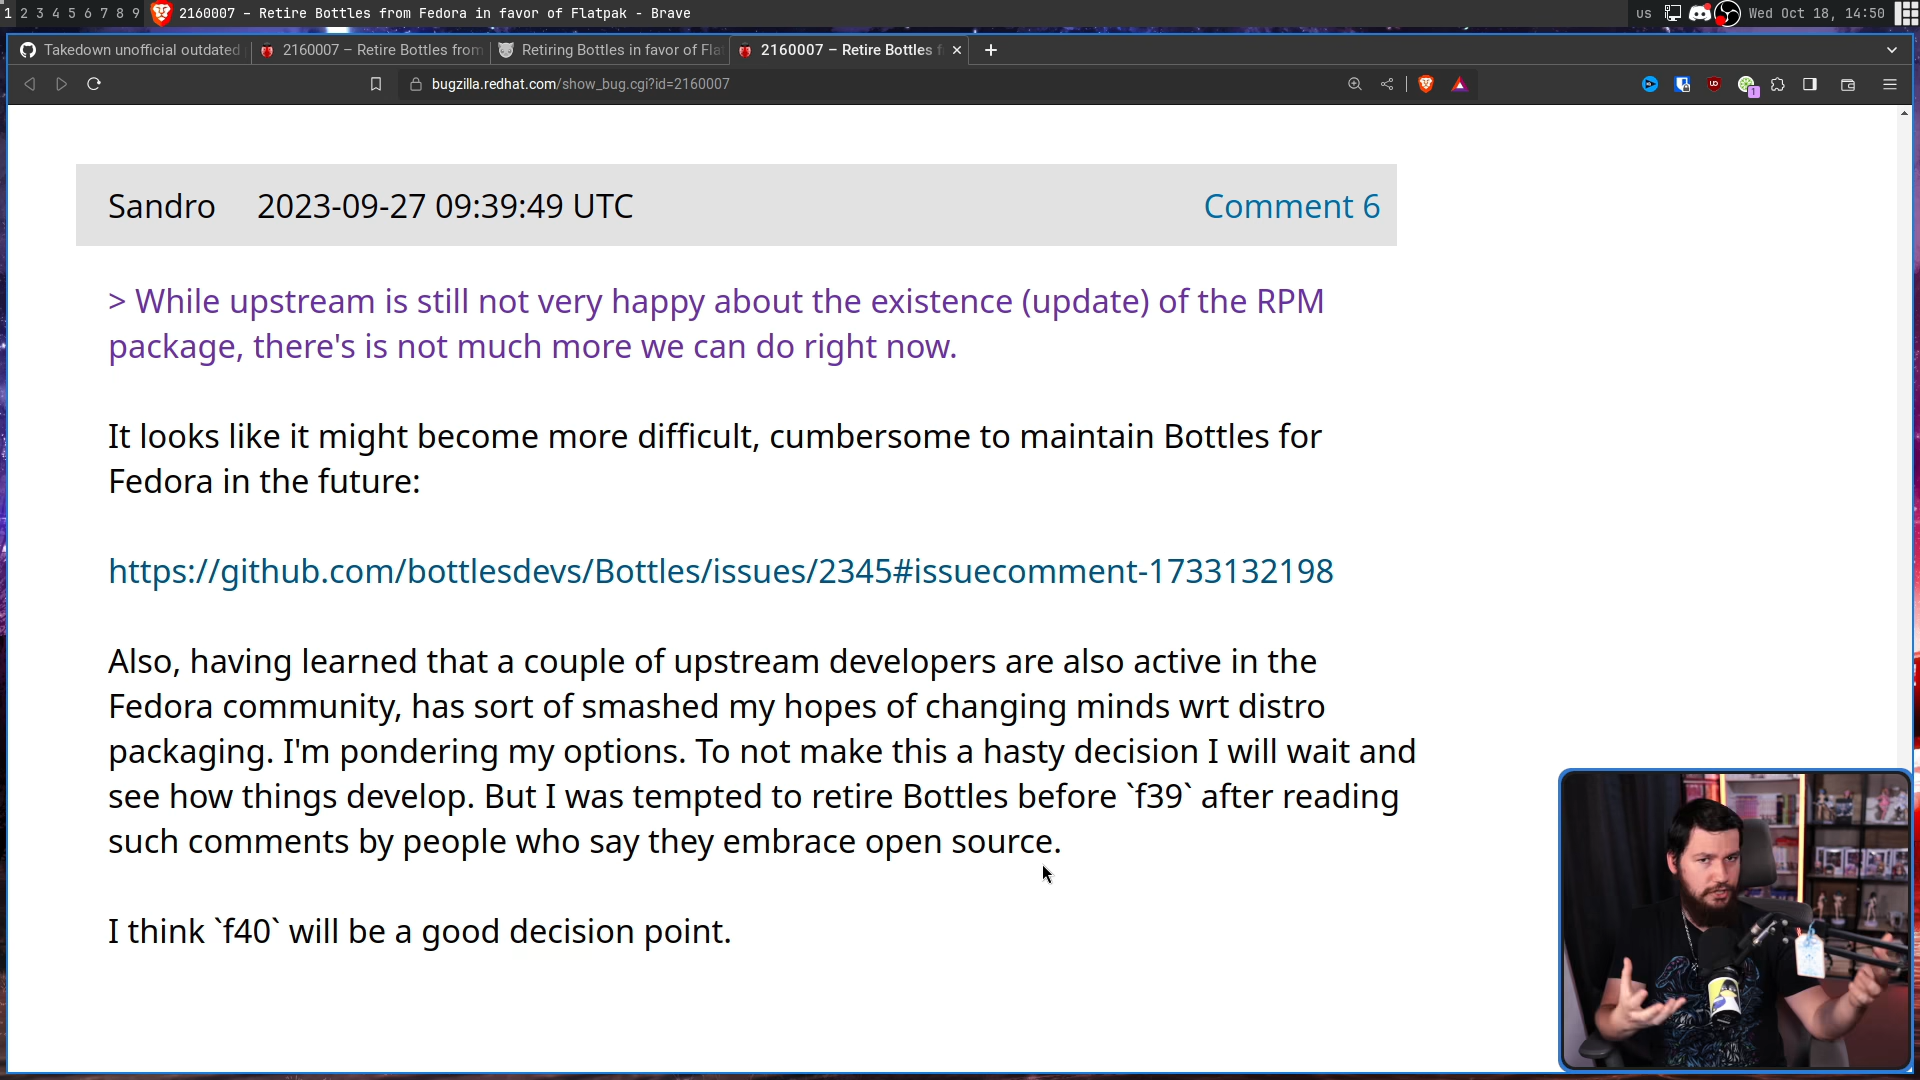 1 2 3 4 5 6 7 8 9 2160007 – Retire Bottles from Fedora in favor of Flatpak - Brave us Wed Oct 18, 14:50
Takedown unofficial outdated 2160007 – Retire Bottles from Retiring Bottles in favor of Fla 2160007 – Retire Bottles f
bugzilla.redhat.com/show_bug.cgi?id=2160007
Sandro 2023-09-27 09:39:49 UTC Comment 6
> While upstream is still not very happy about the existence (update) of the RPM
package, there's is not much more we can do right now.
It looks like it might become more difficult, cumbersome to maintain Bottles for
Fedora in the future:
https://github.com/bottlesdevs/Bottles/issues/2345#issuecomment-1733132198
Also, having learned that a couple of upstream developers are also active in the
Fedora community, has sort of smashed my hopes of changing minds wrt distro
packaging. I'm pondering my options. To not make this a hasty decision I will wait and
see how things develop. But I was tempted to retire Bottles before `f39` after reading
such comments by people who say they embrace open source.
I think `f40` will be a good decision point.